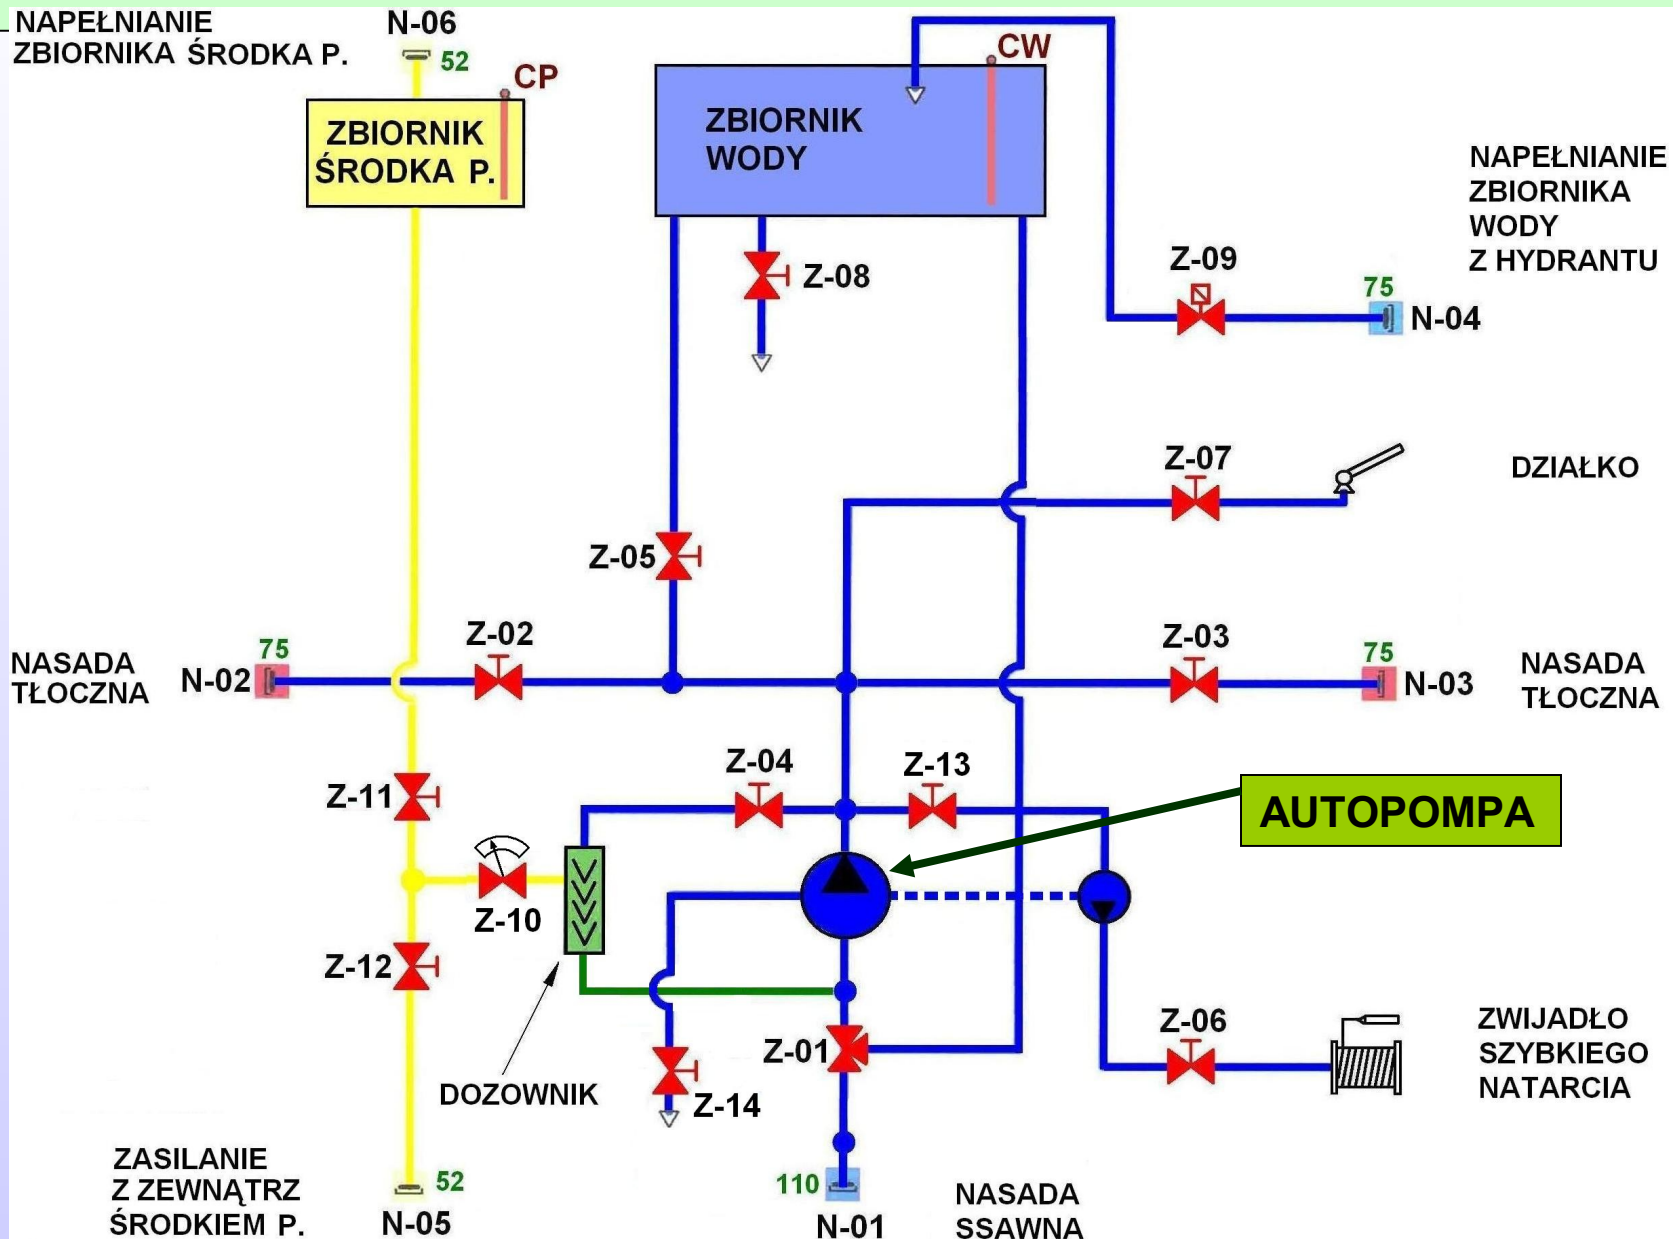 NAPEŁNIANIE
ZBIORNIKA ŚRODKA P.
N-06
52
CP
ZBIORNIK
ŚRODKA P.
CW
ZBIORNIK
WODY
NAPEŁNIANIE
ZBIORNIKA
WODY
Z HYDRANTU
Z-08
Z-09
75
N-04
Z-07
DZIAŁKO
Z-05
NASADA
TŁOCZNA
N-02
75
Z-02
Z-03
75
N-03
NASADA
TŁOCZNA
Z-11
Z-04
Z-13
AUTOPOMPA
Z-10
Z-12
DOZOWNIK
Z-01
Z-14
Z-06
ZWIJADŁO
SZYBKIEGO
NATARCIA
ZASILANIE
Z ZEWNĄTRZ
ŚRODKIEM P.
52
N-05
110
N-01
NASADA
SSAWNA